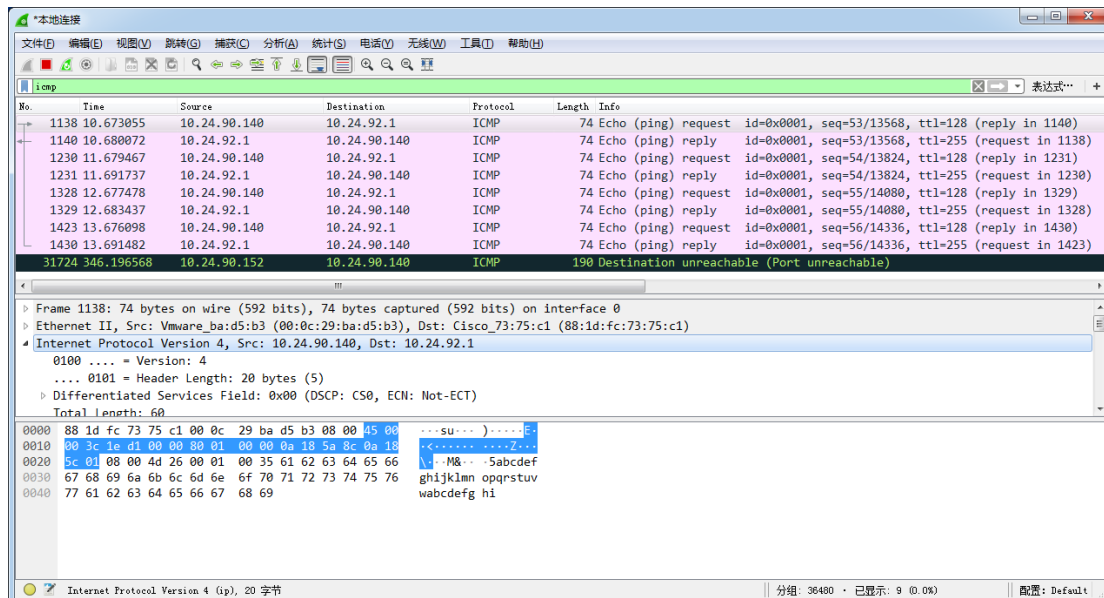 *本地连接
文件(F) 编辑(E) 视图(V) 跳转(G) 捕获(C) 分析(A) 统计(S) 电话(Y) 无线(W) 工具(T) 帮助(H)
icmp 表达式…
No. Time Source Destination Protocol Length Info
1138 10.673055 10.24.90.140 10.24.92.1 ICMP 74 Echo (ping) request id=0x0001, seq=53/13568, ttl=128 (reply in 1140)
1140 10.680072 10.24.92.1 10.24.90.140 ICMP 74 Echo (ping) reply id=0x0001, seq=53/13568, ttl=255 (request in 1138)
1230 11.679467 10.24.90.140 10.24.92.1 ICMP 74 Echo (ping) request id=0x0001, seq=54/13824, ttl=128 (reply in 1231)
1231 11.691737 10.24.92.1 10.24.90.140 ICMP 74 Echo (ping) reply id=0x0001, seq=54/13824, ttl=255 (request in 1230)
1328 12.677478 10.24.90.140 10.24.92.1 ICMP 74 Echo (ping) request id=0x0001, seq=55/14080, ttl=128 (reply in 1329)
1329 12.683437 10.24.92.1 10.24.90.140 ICMP 74 Echo (ping) reply id=0x0001, seq=55/14080, ttl=255 (request in 1328)
1423 13.676098 10.24.90.140 10.24.92.1 ICMP 74 Echo (ping) request id=0x0001, seq=56/14336, ttl=128 (reply in 1430)
1430 13.691482 10.24.92.1 10.24.90.140 ICMP 74 Echo (ping) reply id=0x0001, seq=56/14336, ttl=255 (request in 1423)
31724 346.196568 10.24.90.152 10.24.90.140 ICMP 190 Destination unreachable (Port unreachable)
Frame 1138: 74 bytes on wire (592 bits), 74 bytes captured (592 bits) on interface 0
Ethernet II, Src: Vmware_ba:d5:b3 (00:0c:29:ba:d5:b3), Dst: Cisco_73:75:c1 (88:1d:fc:73:75:c1)
Internet Protocol Version 4, Src: 10.24.90.140, Dst: 10.24.92.1
0100 .... = Version: 4
.... 0101 = Header Length: 20 bytes (5)
Differentiated Services Field: 0x00 (DSCP: CS0, ECN: Not-ECT)
Total Length: 60
0000 88 1d fc 73 75 c1 00 0c 29 ba d5 b3 08 00 45 00 ···su··· )·····E·
0010 00 3c 1e d1 00 00 80 01 00 00 0a 18 5a 8c 0a 18 ·<······ ····Z···
0020 5c 01 08 00 4d 26 00 01 00 35 61 62 63 64 65 66 \···M&·· ·5abcdef
0030 67 68 69 6a 6b 6c 6d 6e 6f 70 71 72 73 74 75 76 ghijklmn opqrstuv
0040 77 61 62 63 64 65 66 67 68 69 wabcdefg hi
Internet Protocol Version 4 (ip), 20 字节 分组: 36480 · 已显示: 9 (0.0%) 配置: Default